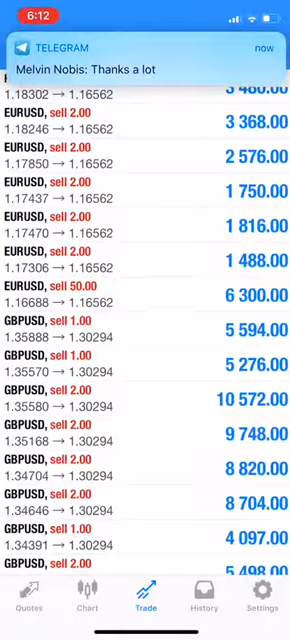 6:12
TELEGRAM
now
Melvin Nobis: Thanks a lot
1.18302 → 1.16562
3 480.00
EURUSD, sell 2.00
1.18246 → 1.16562
3 368.00
EURUSD, sell 2.00
1.17850 → 1.16562
2 576.00
EURUSD, sell 2.00
1.17437 → 1.16562
1 750.00
EURUSD, sell 2.00
1.17470 → 1.16562
1 816.00
EURUSD, sell 2.00
1.17306 → 1.16562
1 488.00
EURUSD, sell 50.00
1.16688 → 1.16562
6 300.00
GBPUSD, sell 1.00
1.35888 → 1.30294
5 594.00
GBPUSD, sell 1.00
1.35570 → 1.30294
5 276.00
GBPUSD, sell 2.00
1.35580 → 1.30294
10 572.00
GBPUSD, sell 2.00
1.35168 → 1.30294
9 748.00
GBPUSD, sell 2.00
1.34704 → 1.30294
8 820.00
GBPUSD, sell 2.00
1.34646 → 1.30294
8 704.00
GBPUSD, sell 1.00
1.34391 → 1.30294
4 097.00
GBPUSD, sell 2.00
5 498.00
Quotes
Chart
Trade
History
Settings